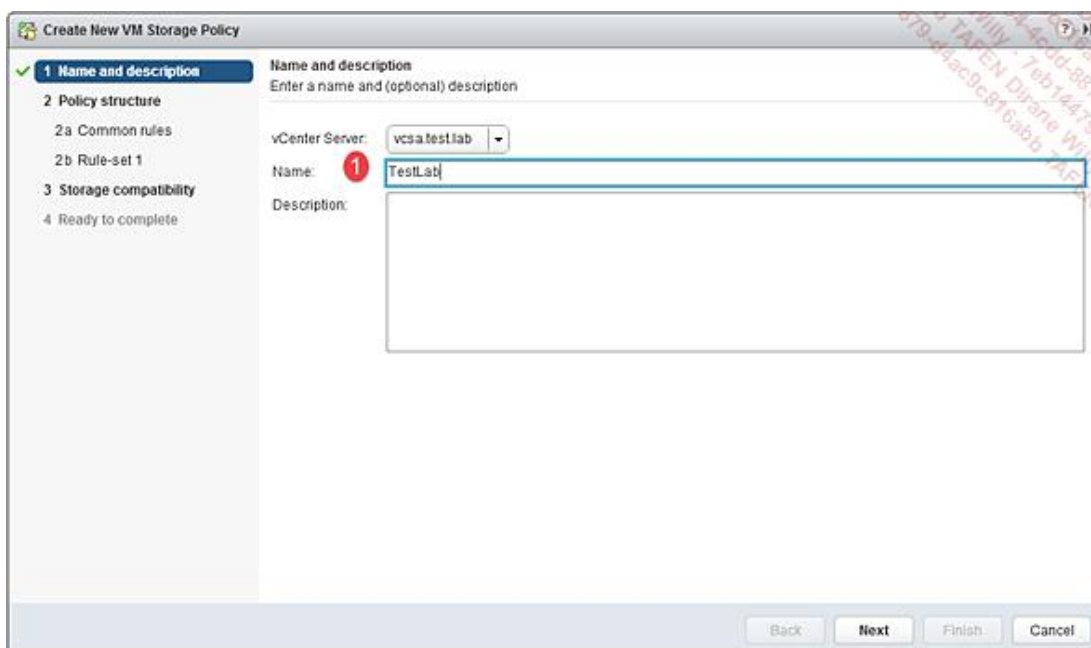 Create New VM Storage Policy
?
1 Name and description
2 Policy structure
2a Common rules
2b Rule-set 1
3 Storage compatibility
4 Ready to complete
Name and description
Enter a name and (optional) description
vCenter Server: vcsa.test.lab
Name: 1 TestLab
Description:
Back Next Finish Cancel